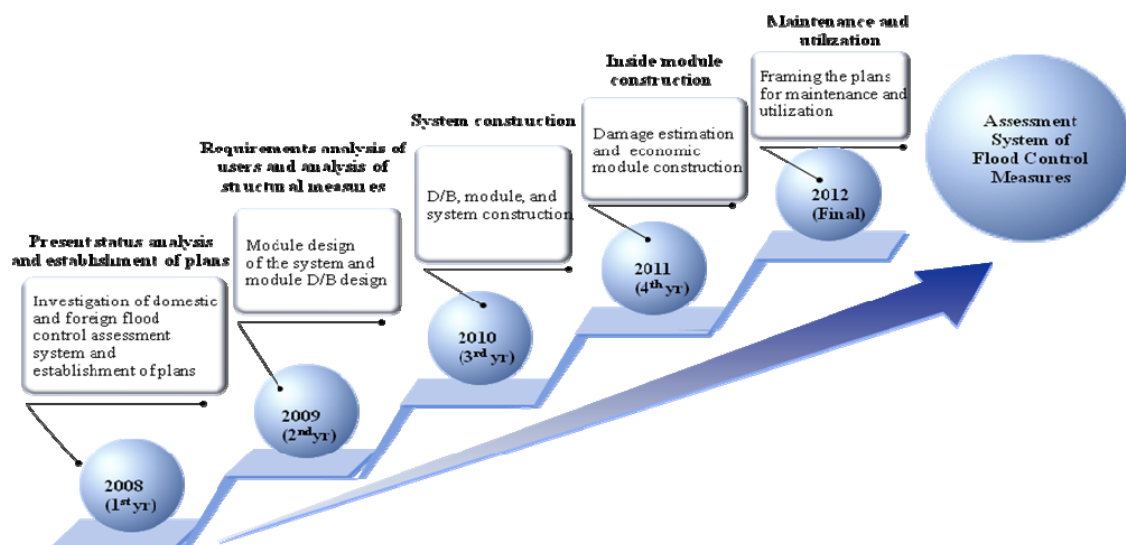 Present status analysis
and establishment of plans
Investigation of domestic
and foreign flood
control assessment
system and
establishment of plans
2008
(1st yr)
Requirements analysis of
users and analysis of
structural measures
Module design
of the system and
module D/B design
2009
(2nd yr)
System construction
D/B, module, and
system construction
2010
(3rd yr)
Inside module
construction
Damage estimation
and economic
module construction
2011
(4th yr)
Maintenance and
utilization
Framing the plans
for maintenance and
utilization
2012
(Final)
Assessment
System of
Flood Control
Measures